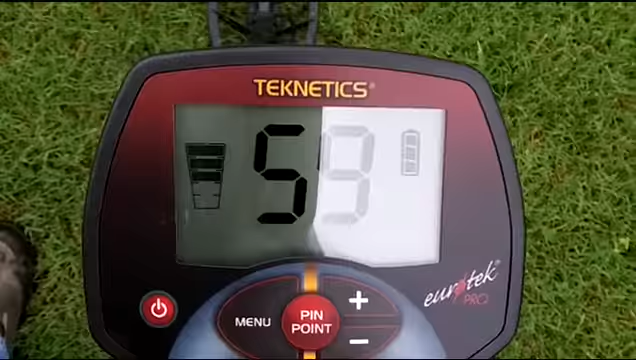 TEKNETICS®
59
eurotek®
PRO
MENU
PIN
POINT
+
−